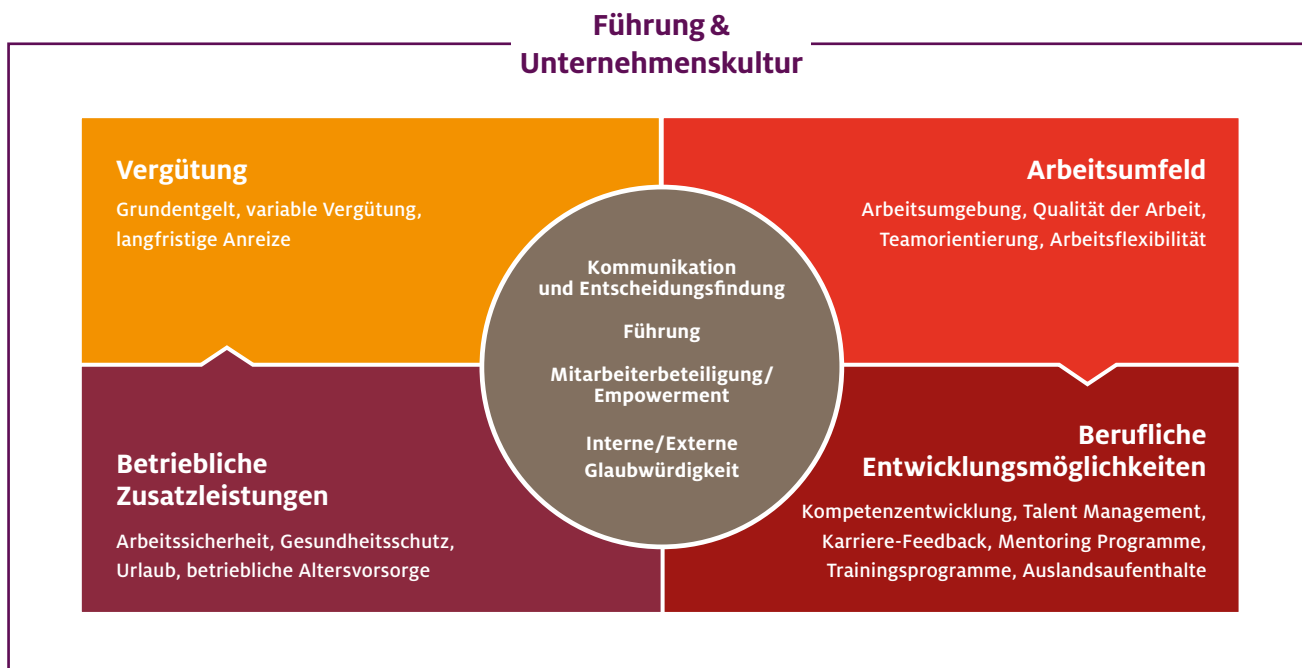 Führung &
Unternehmenskultur
Vergütung
Grundentgelt, variable Vergütung,
langfristige Anreize
Arbeitsumfeld
Arbeitsumgebung, Qualität der Arbeit,
Teamorientierung, Arbeitsflexibilität
Kommunikation
und Entscheidungsfindung
Führung
Mitarbeiterbeteiligung/
Empowerment
Interne/Externe
Glaubwürdigkeit
Betriebliche
Zusatzleistungen
Arbeitssicherheit, Gesundheitsschutz,
Urlaub, betriebliche Altersvorsorge
Berufliche
Entwicklungsmöglichkeiten
Kompetenzentwicklung, Talent Management,
Karriere-Feedback, Mentoring Programme,
Trainingsprogramme, Auslandsaufenthalte